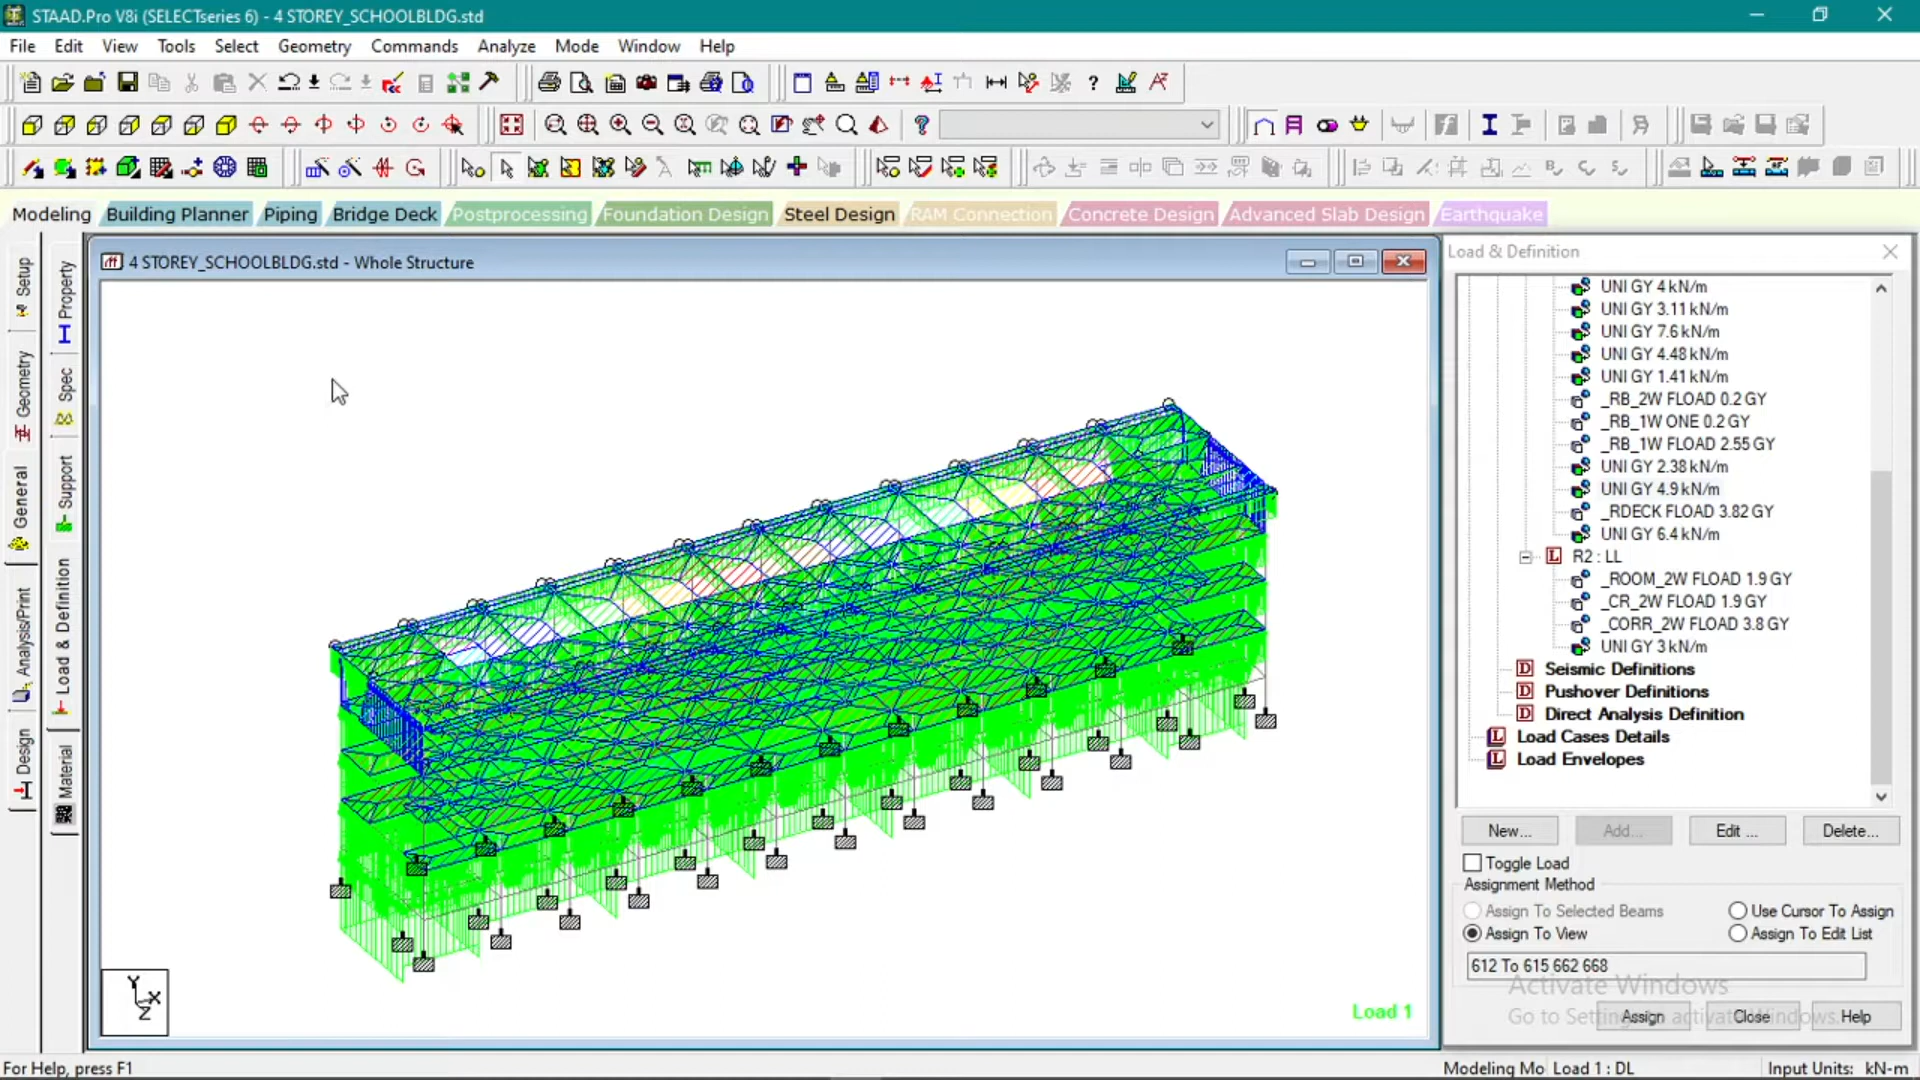 STAAD.Pro V8i (SELECTseries 6) - 4 STOREY_SCHOOLBLDG.std
File Edit View Tools Select Geometry Commands Analyze Mode Window Help
Modeling Building Planner Piping Bridge Deck Postprocessing Foundation Design Steel Design RAM Connection Concrete Design Advanced Slab Design Earthquake
Setup
Geometry
General
Analysis/Print
Design
Property
Spec
Support
Load & Definition
Material
4 STOREY_SCHOOLBLDG.std - Whole Structure
Y
X
Z
Load 1
Load & Definition
UNI GY 4 kN/m
UNI GY 3.11 kN/m
UNI GY 7.6 kN/m
UNI GY 4.48 kN/m
UNI GY 1.41 kN/m
_RB_2W FLOAD 0.2 GY
_RB_1W ONE 0.2 GY
_RB_1W FLOAD 2.55 GY
UNI GY 2.38 kN/m
UNI GY 4.9 kN/m
_RDECK FLOAD 3.82 GY
UNI GY 6.4 kN/m
L R2 : LL
_ROOM_2W FLOAD 1.9 GY
_CR_2W FLOAD 1.9 GY
_CORR_2W FLOAD 3.8 GY
UNI GY 3 kN/m
D Seismic Definitions
D Pushover Definitions
D Direct Analysis Definition
L Load Cases Details
L Load Envelopes
New... Add... Edit ... Delete...
Toggle Load
Assignment Method
Assign To Selected Beams Use Cursor To Assign
Assign To View Assign To Edit List
612 To 615 662 668
Activate Windows
Go to Settings to activate Windows.
Assign Close Help
For Help, press F1
Modeling Mo Load 1 : DL Input Units: kN-m